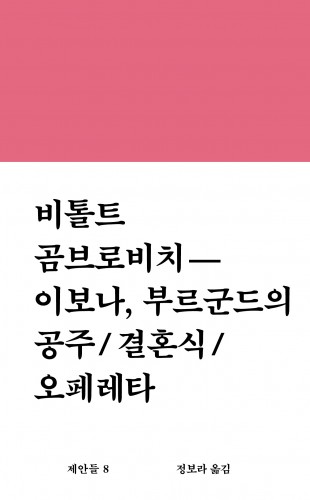 비톨트
곰브로비치—
이보나, 부르군드의
공주/결혼식/
오페레타
제안들 8 정보라 옮김